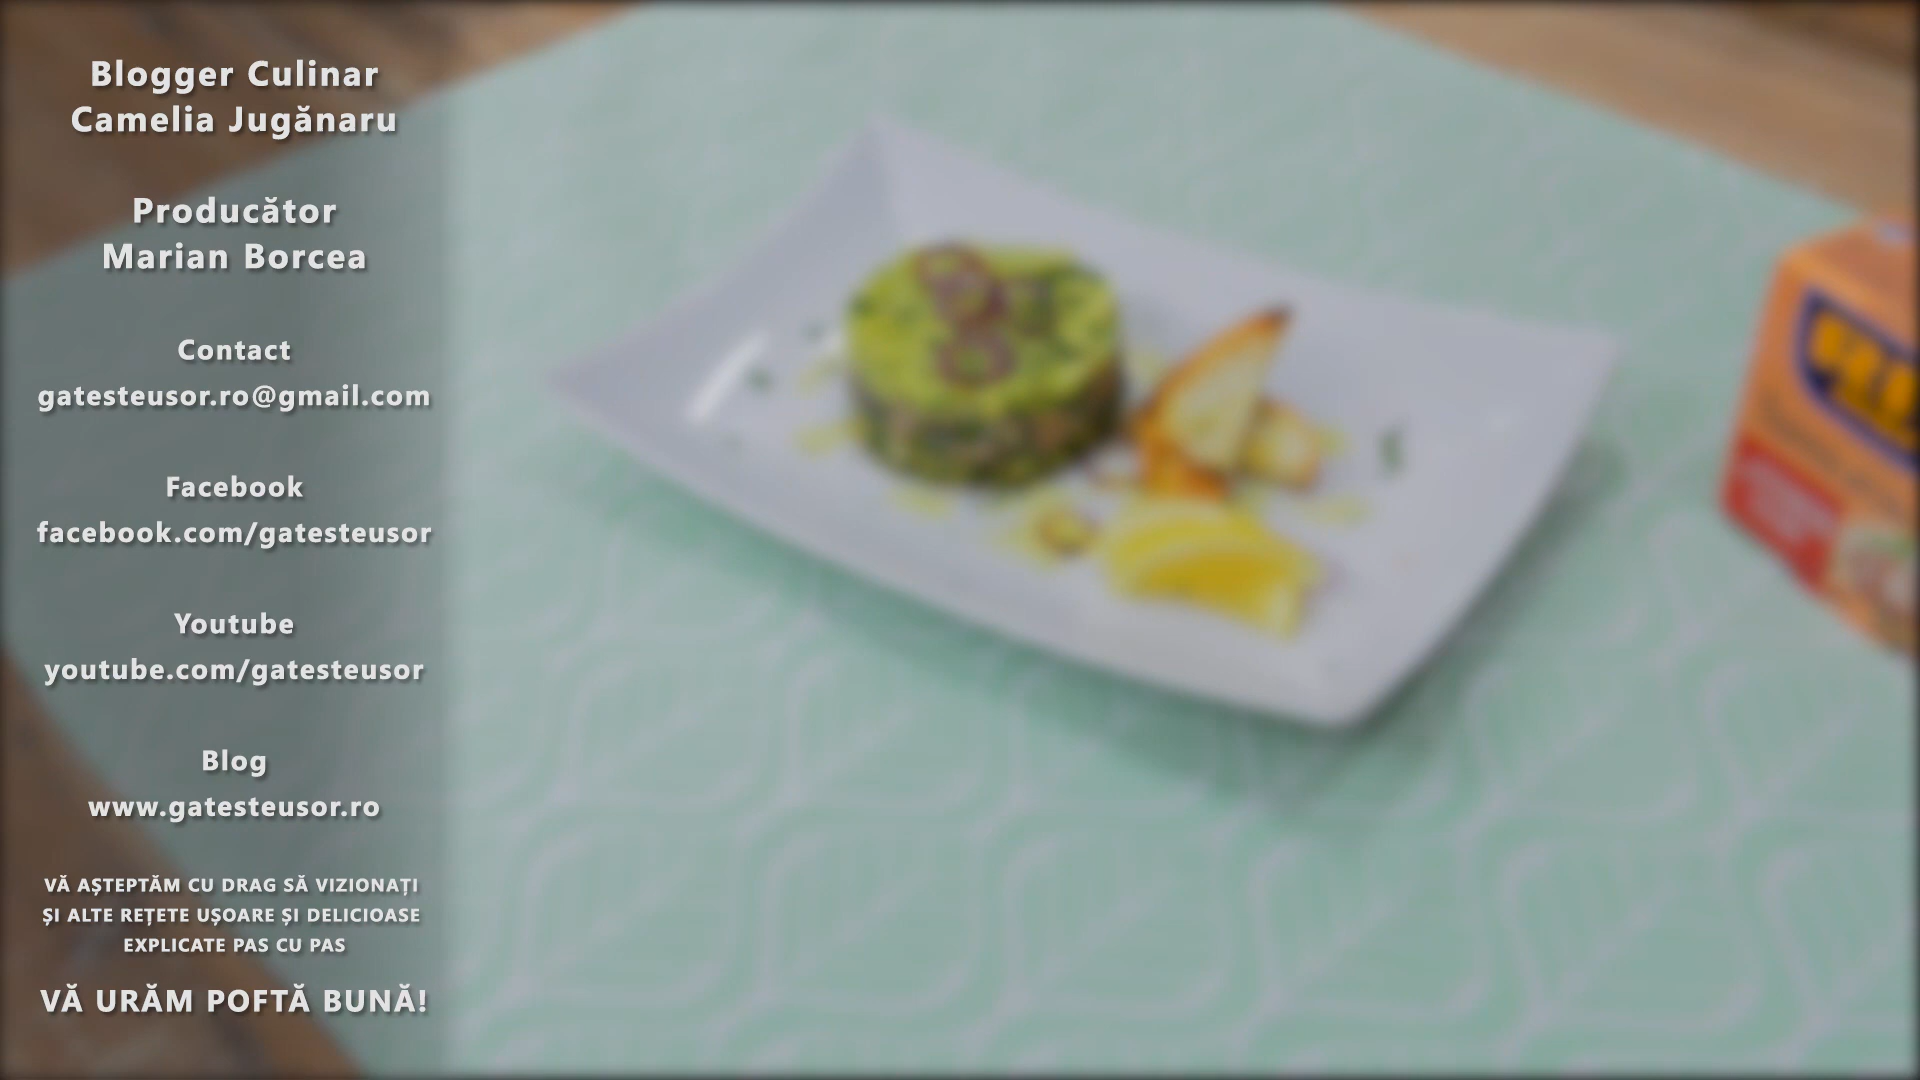 Blogger Culinar
Camelia Jugănaru
Producător
Marian Borcea
Contact
gatesteusor.ro@gmail.com
Facebook
facebook.com/gatesteusor
Youtube
youtube.com/gatesteusor
Blog
www.gatesteusor.ro
VĂ AȘTEPTĂM CU DRAG SĂ VIZIONAȚI
ȘI ALTE REȚETE UȘOARE ȘI DELICIOASE
EXPLICATE PAS CU PAS
VĂ URĂM POFTĂ BUNĂ!